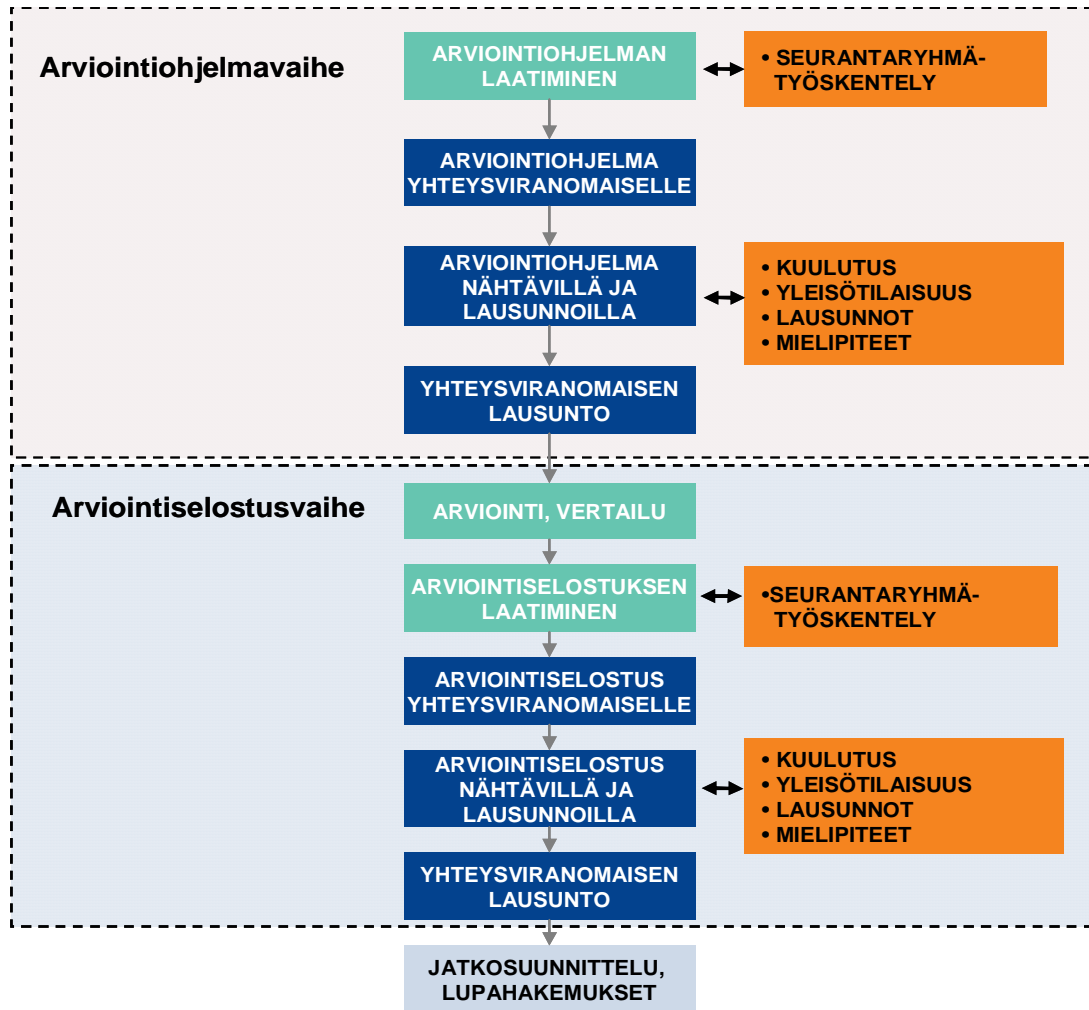 Arviointiohjelmavaihe
ARVIOINTIOHJELMAN
LAATIMINEN
• SEURANTARYHMÄ-
TYÖSKENTELY
ARVIOINTIOHJELMA
YHTEYSVIRANOMAISELLE
ARVIOINTIOHJELMA
NÄHTÄVILLÄ JA
LAUSUNNOILLA
• KUULUTUS
• YLEISÖTILAISUUS
• LAUSUNNOT
• MIELIPITEET
YHTEYSVIRANOMAISEN
LAUSUNTO
Arviointiselostusvaihe
ARVIOINTI, VERTAILU
ARVIOINTISELOSTUKSEN
LAATIMINEN
•SEURANTARYHMÄ-
TYÖSKENTELY
ARVIOINTISELOSTUS
YHTEYSVIRANOMAISELLE
ARVIOINTISELOSTUS
NÄHTÄVILLÄ JA
LAUSUNNOILLA
• KUULUTUS
• YLEISÖTILAISUUS
• LAUSUNNOT
• MIELIPITEET
YHTEYSVIRANOMAISEN
LAUSUNTO
JATKOSUUNNITTELU,
LUPAHAKEMUKSET